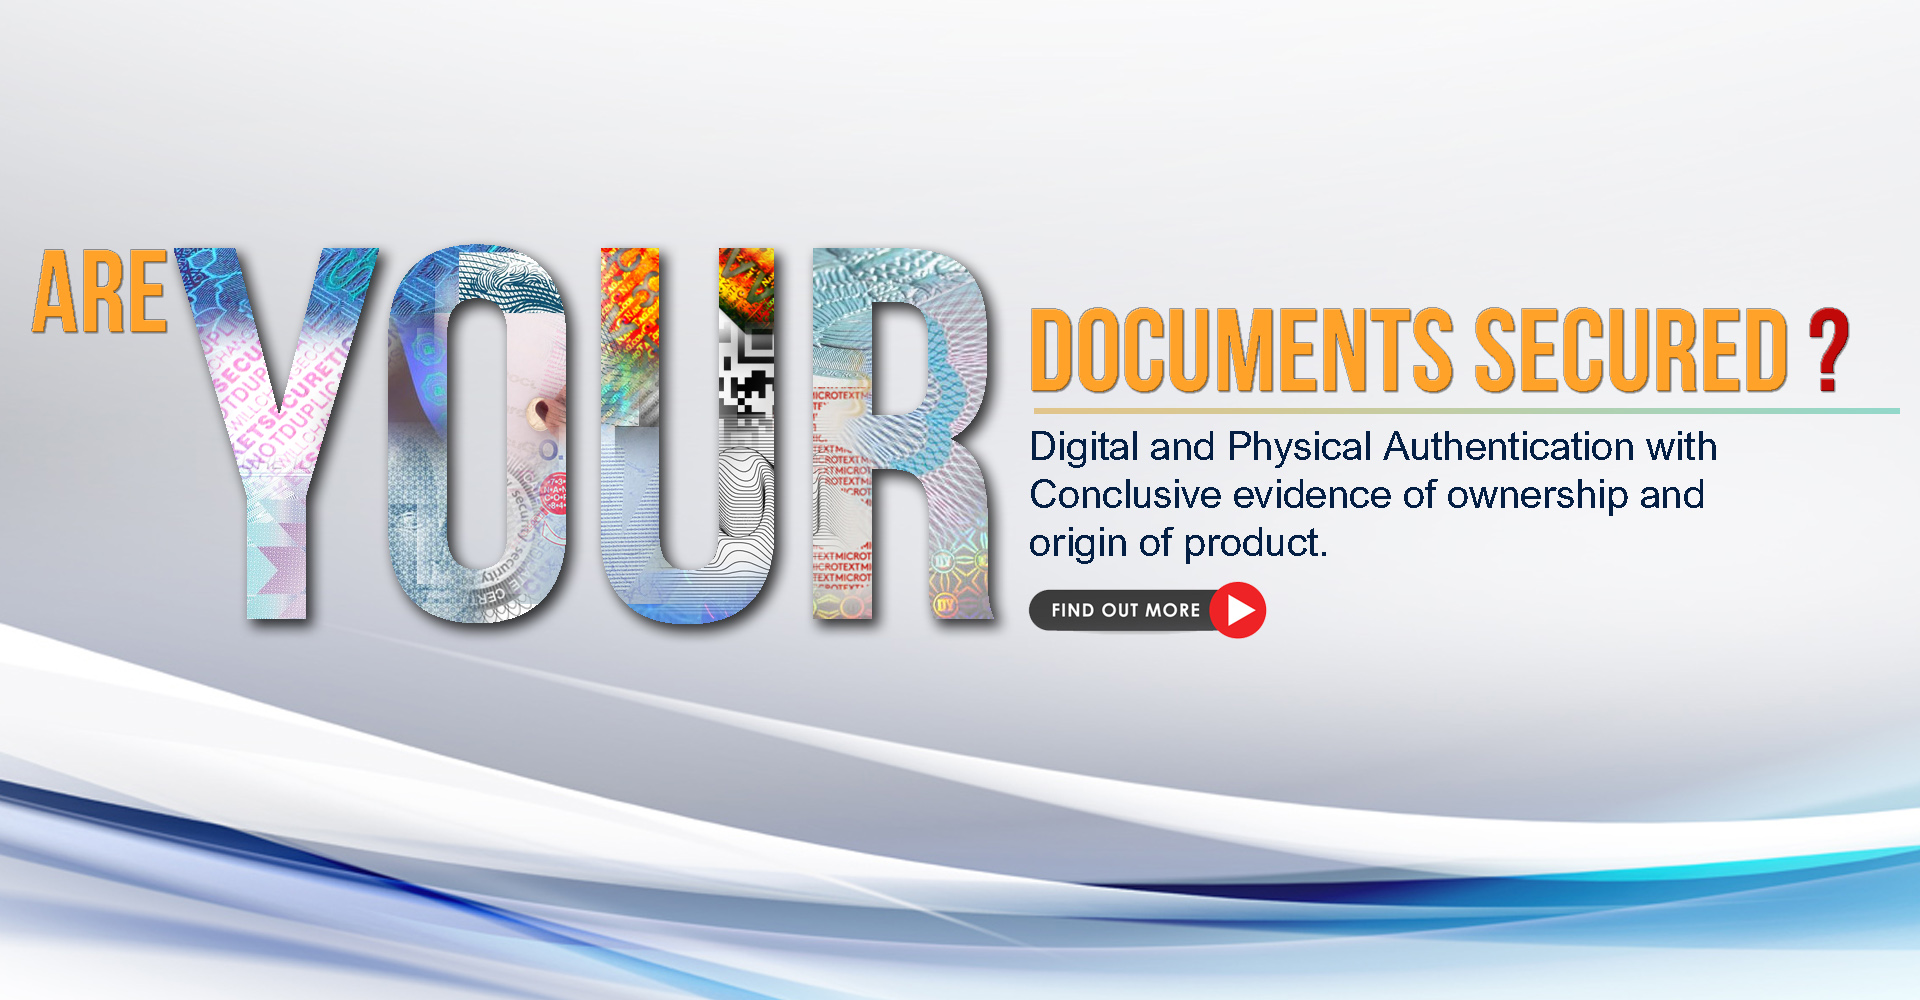 ARE YOUR DOCUMENTS SECURED ?
Digital and Physical Authentication with
Conclusive evidence of ownership and
origin of product.
FIND OUT MORE